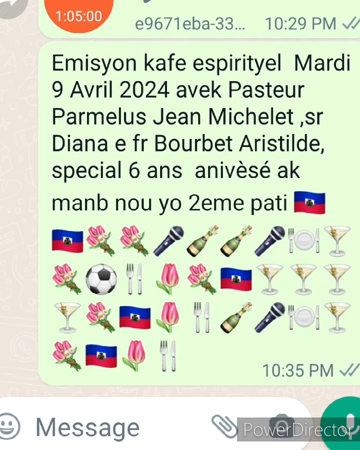 1:05:00
e9671eba-33... 10:29 PM
Emisyon kafe espirityel Mardi
9 Avril 2024 avek Pasteur
Parmelus Jean Michelet ,sr
Diana e fr Bourbet Aristilde,
special 6 ans anivèsé ak
manb nou yo 2eme pati 🇭🇹
🇭🇹💐💐🎤🍾🍾🎤🍽️🍸
💐⚽🍴🌷💐🇭🇹🍸🍸🍸
🍸💐🇭🇹🌷🍴🍾🎤🍽️🍸
💐🇭🇹🌷🍴
10:35 PM
Message
PowerDirector